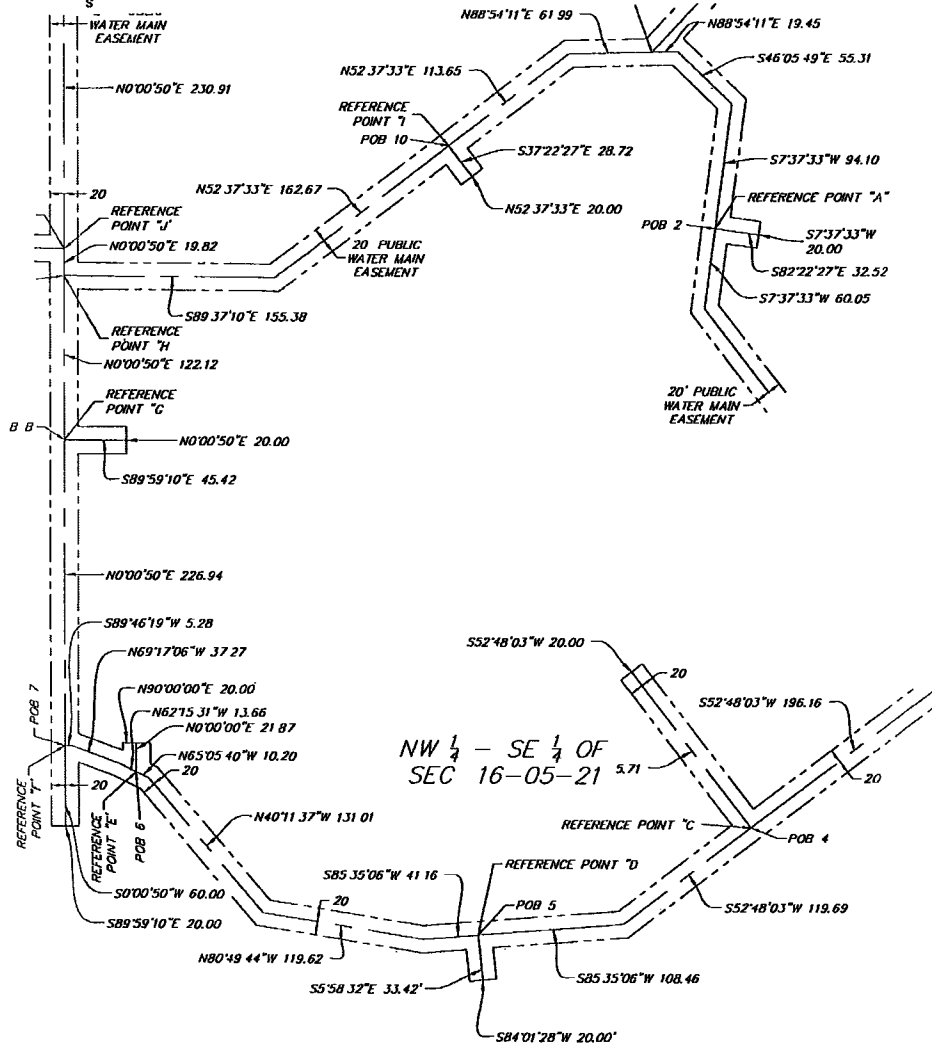 S
WATER MAIN
EASEMENT
N88°54'11"E 61.99
N88°54'11"E 19.45
S46°05 49"E 55.31
N0°00'50"E 230.91
N52 37'33"E 113.65
REFERENCE
POINT "I
POB 10
S37°22'27"E 28.72
S7°37'33"W 94.10
N52 37'33"E 162.67
N52 37'33"E 20.00
REFERENCE POINT "A"
20
REFERENCE
POINT "J'
POB 2
S7°37'33"W
20.00
N0°00'50"E 19.82
20 PUBLIC
WATER MAIN
EASEMENT
S82°22'27"E 32.52
S7°37'33"W 60.05
S89 37'10"E 155.38
REFERENCE
POINT "H
N0°00'50"E 122.12
REFERENCE
POINT "G
20' PUBLIC
WATER MAIN
EASEMENT
8 8
N0°00'50"E 20.00
S89°59'10"E 45.42
N0°00'50"E 226.94
S89°46'19"W 5.28
S52°48'03"W 20.00
N69°17'06"W 37 27
20
POB 7
N90°00'00"E 20.00'
S52°48'03"W 196.16
N62°15 31"W 13.66
N0°00'00"E 21 87
NW 1/4 - SE 1/4 OF
SEC 16-05-21
N65°05 40"W 10.20
5.71
20
20
20
REFERENCE
POINT "F"
REFERENCE
POINT "E"
POB 6
N40°11 37"W 131 01
REFERENCE POINT "C
POB 4
REFERENCE POINT "D
S85 35'06"W 41 16
S0°00'50"W 60.00
20
POB 5
S52°48'03"W 119.69
S89°59'10"E 20.00
N80°49 44"W 119.62
S85 35'06"W 108.46
S5°58 32"E 33.42'
S84°01'28"W 20.00'